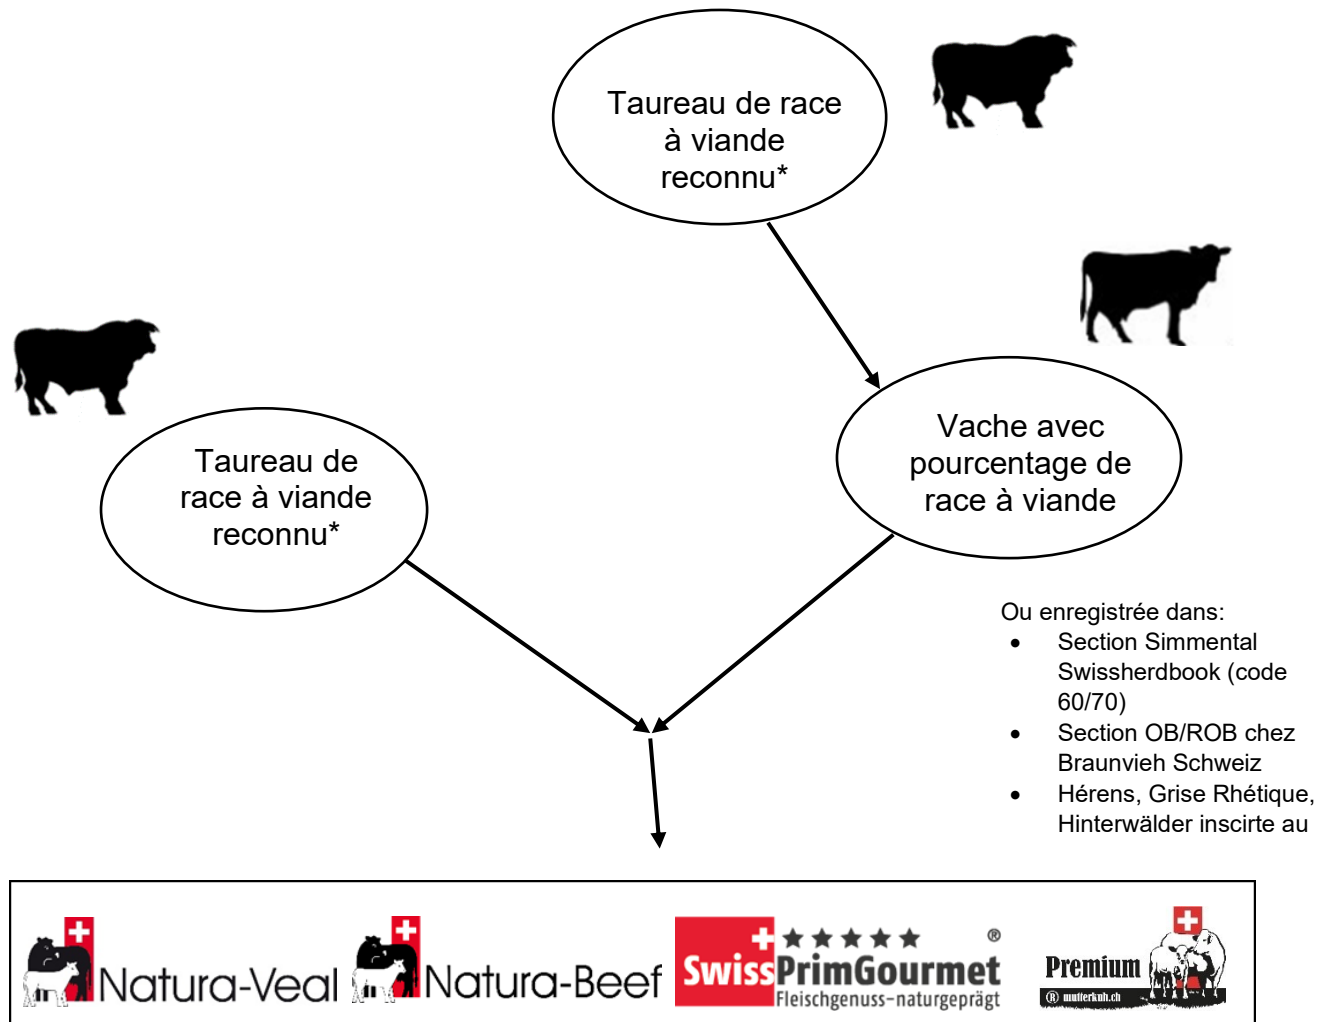 Taureau de race
à viande
reconnu*
Taureau de
race à viande
reconnu*
Vache avec
pourcentage de
race à viande
Ou enregistrée dans:
• Section Simmental
Swissherdbook (code
60/70)
• Section OB/ROB chez
Braunvieh Schweiz
• Hérens, Grise Rhétique,
Hinterwälder inscirte au
Natura-Veal
Natura-Beef
SwissPrimGourmet ®
Fleischgenuss-naturgeprägt
Premium
® mutterkuh.ch